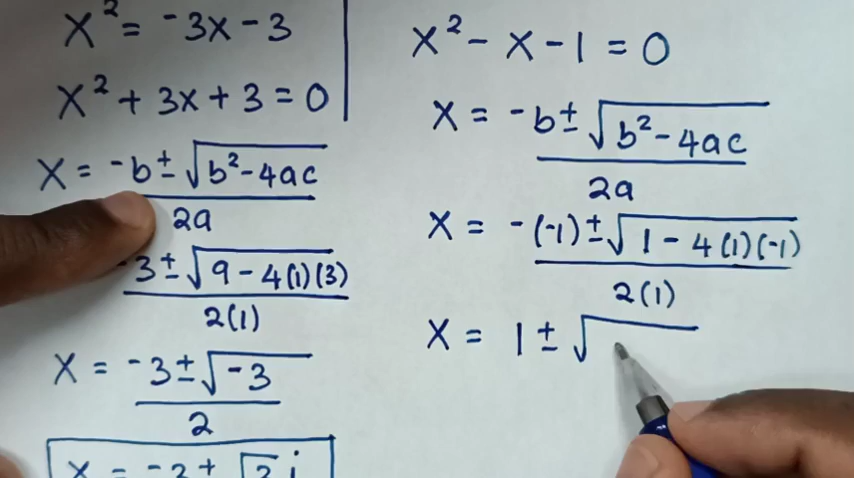 x² = -3x - 3
x² + 3x + 3 = 0
x = -b ± √(b² - 4ac)
2a
-3 ± √(9 - 4(1)(3))
2(1)
x = -3 ± √-3
2
x² - x - 1 = 0
x = -b ± √(b² - 4ac)
2a
x = -(-1) ± √(1 - 4(1)(-1))
2(1)
x = 1 ± √